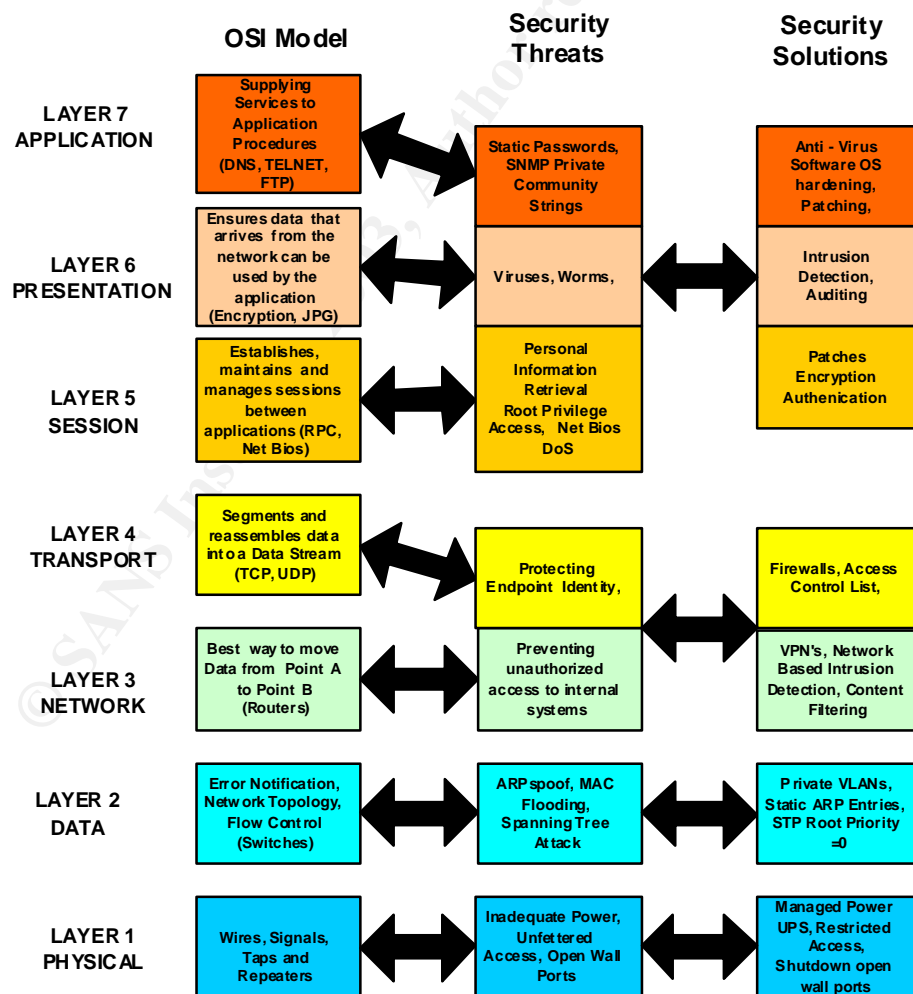 OSI Model
Security
Threats
Security
Solutions
LAYER 7
APPLICATION
Supplying
Services to
Application
Procedures
(DNS, TELNET,
FTP)
Static Passwords,
SNMP Private
Community
Strings
Anti - Virus
Software OS
hardening,
Patching,
LAYER 6
PRESENTATION
Ensures data that
arrives from the
network can be
used by the
application
(Encryption, JPG)
Viruses, Worms,
Intrusion
Detection,
Auditing
LAYER 5
SESSION
Establishes,
maintains and
manages sessions
between
applications (RPC,
Net Bios)
Personal
Information
Retrieval
Root Privilege
Access, Net Bios
DoS
Patches
Encryption
Authenication
LAYER 4
TRANSPORT
Segments and
reassembles data
into a Data Stream
(TCP, UDP)
Protecting
Endpoint Identity,
Firewalls, Access
Control List,
LAYER 3
NETWORK
Best way to move
Data from Point A
to Point B
(Routers)
Preventing
unauthorized
access to internal
systems
VPN's, Network
Based Intrusion
Detection, Content
Filtering
LAYER 2
DATA
Error Notification,
Network Topology,
Flow Control
(Switches)
ARPspoof, MAC
Flooding,
Spanning Tree
Attack
Private VLANs,
Static ARP Entries,
STP Root Priority
=0
LAYER 1
PHYSICAL
Wires, Signals,
Taps and
Repeaters
Inadequate Power,
Unfettered
Access, Open Wall
Ports
Managed Power
UPS, Restricted
Access,
Shutdown open
wall ports
© SANS Ins
3, Author re